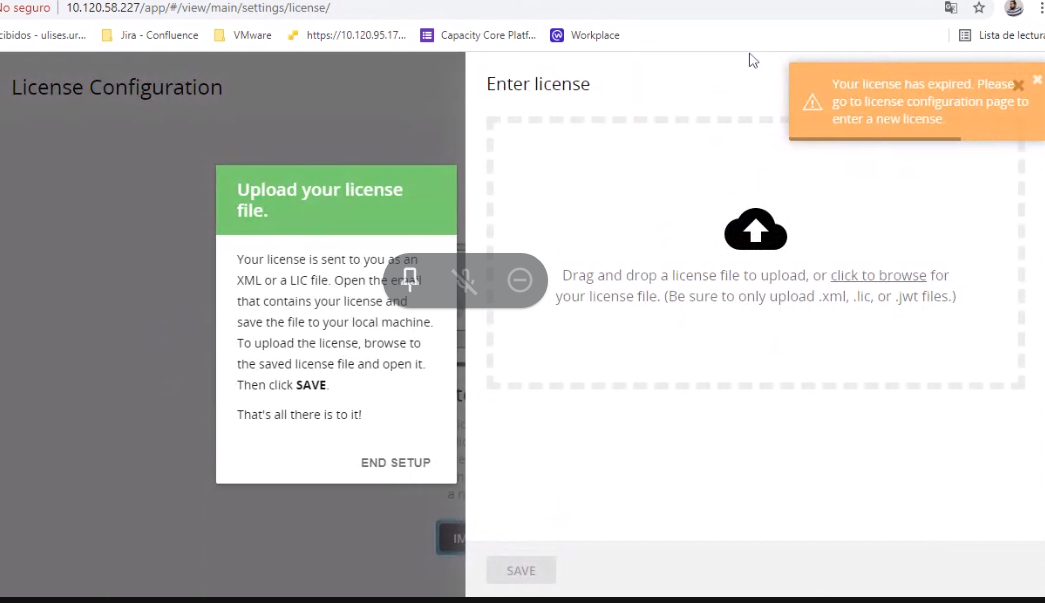 No seguro
10.120.58.227/app/#/view/main/settings/license/
cibidos - ulises.ur...
Jira - Confluence
VMware
https://10.120.95.17...
Capacity Core Platf...
Workplace
Lista de lectura
License Configuration
Enter license
Your license has expired. Please
go to license configuration page to
enter a new license.
Upload your license
file.
Your license is sent to you as an
XML or a LIC file. Open the email
that contains your license and
save the file to your local machine.
To upload the license, browse to
the saved license file and open it.
Then click SAVE.
That's all there is to it!
END SETUP
Drag and drop a license file to upload, or click to browse for
your license file. (Be sure to only upload .xml, .lic, or .jwt files.)
IM
SAVE